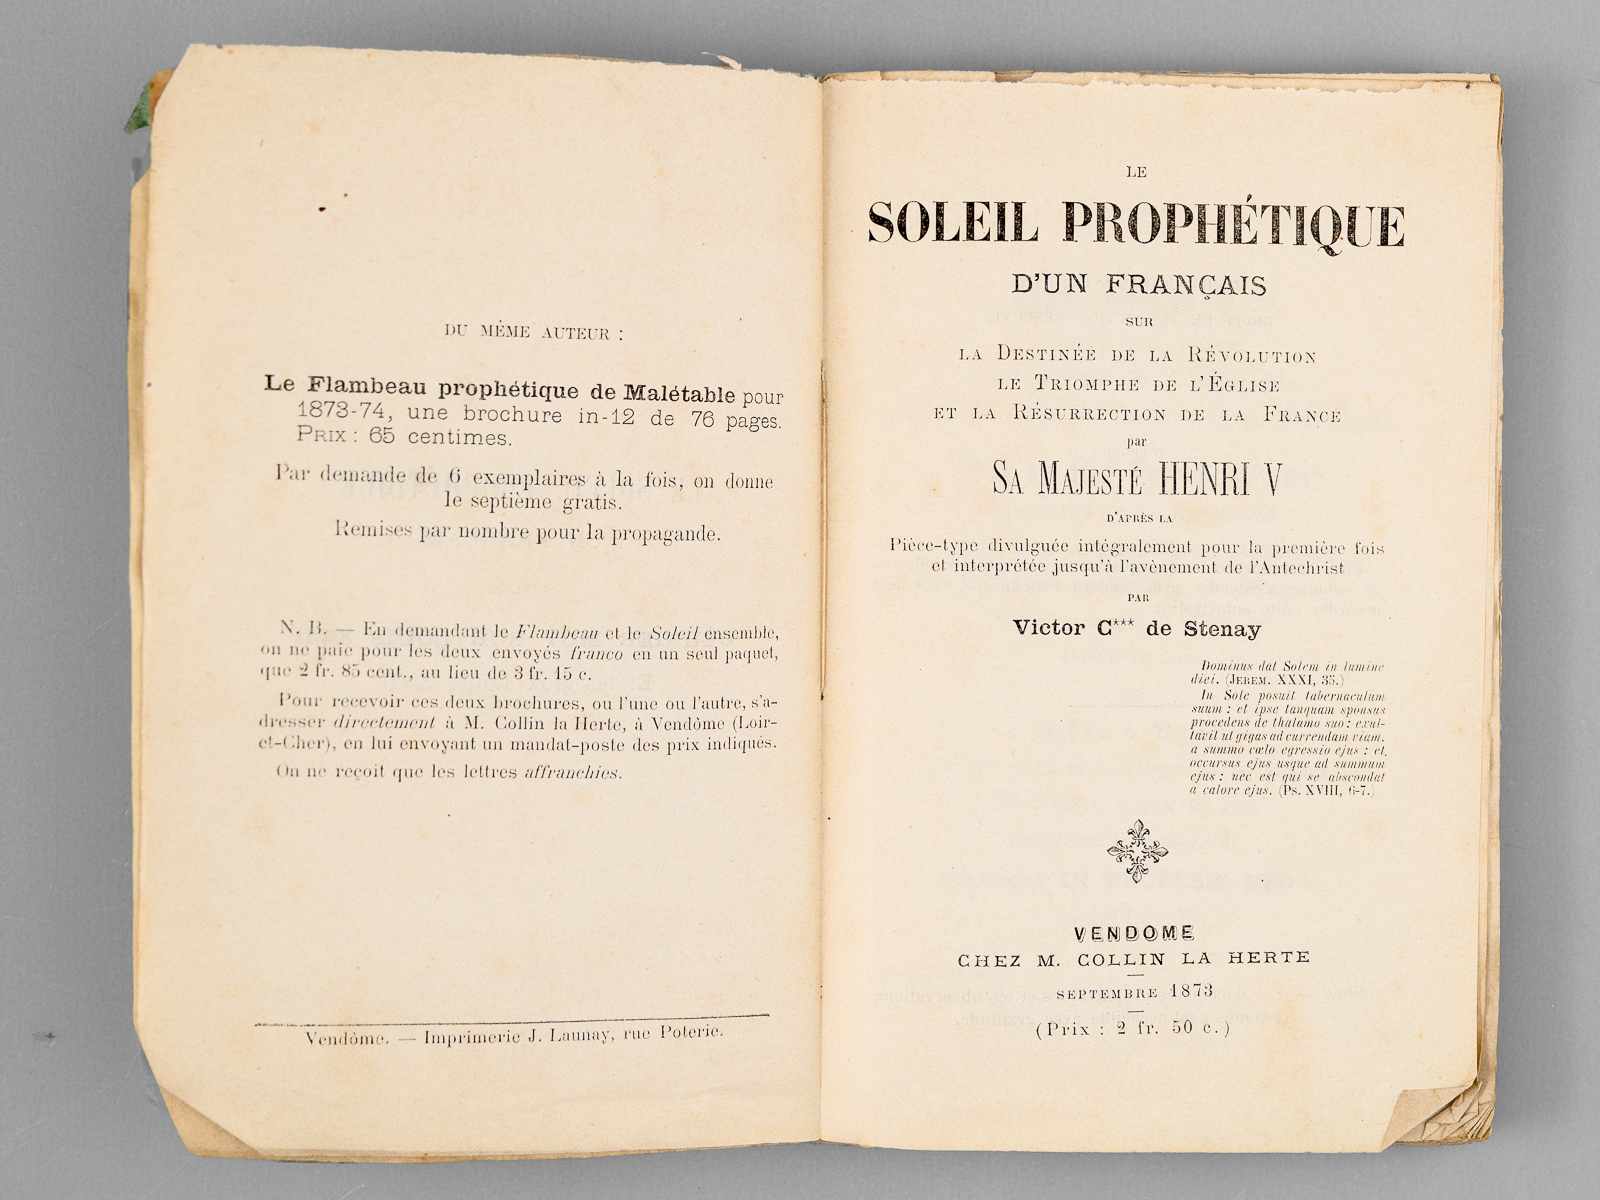 DU MÊME AUTEUR :
Le Flambeau prophétique de Malétable pour
1873-74, une brochure in-12 de 76 pages.
PRIX : 65 centimes.
Par demande de 6 exemplaires à la fois, on donne
le septième gratis.
Remises par nombre pour la propagande.
N. B. — En demandant le Flambeau et le Soleil ensemble,
on ne paie pour les deux envoyés franco en un seul paquet,
que 2 fr. 85 cent., au lieu de 3 fr. 15 c.
Pour recevoir ces deux brochures, ou l'une ou l'autre, s'a-
dresser directement à M. Collin la Herte, à Vendôme (Loir-
et-Cher), en lui envoyant un mandat-poste des prix indiqués.
On ne reçoit que les lettres affranchies.
Vendôme. — Imprimerie J. Launay, rue Poterie.
LE
SOLEIL PROPHÉTIQUE
D'UN FRANÇAIS
SUR
LA DESTINÉE DE LA RÉVOLUTION
LE TRIOMPHE DE L'ÉGLISE
ET LA RÉSURRECTION DE LA FRANCE
par
SA MAJESTÉ HENRI V
D'APRÈS LA
Pièce-type divulguée intégralement pour la première fois
et interprétée jusqu'à l'avènement de l'Antechrist
PAR
Victor C*** de Stenay
Dominus dat Solem in lumine
diei. (JEREM. XXXI, 35.)
In Sole posuit tabernaculum
suum : et ipse tanquam sponsus
procedens de thalamo suo : exul-
tavit ut gigas ad currendam viam,
a summo cœlo egressio ejus : et
occursus ejus usque ad summum
ejus : nec est qui se abscondat
a calore ejus. (PS. XVIII, 6-7.)
VENDOME
CHEZ M. COLLIN LA HERTE
SEPTEMBRE 1873
(Prix : 2 fr. 50 c.)